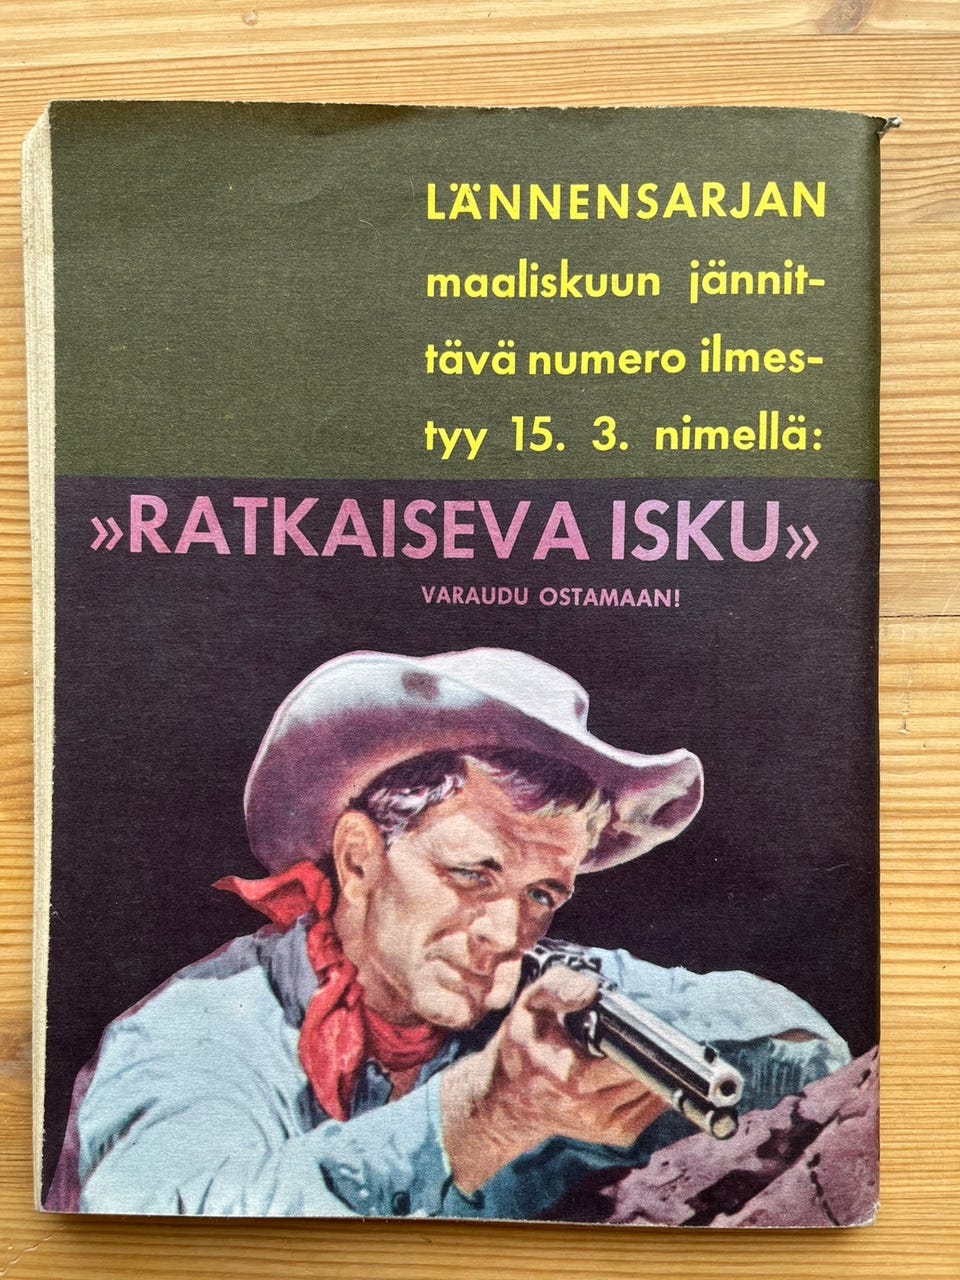 LÄNNENSARJAN
maaliskuun jännit-
tävä numero ilmes-
tyy 15. 3. nimellä:
»RATKAISEVA ISKU»
VARAUDU OSTAMAAN!